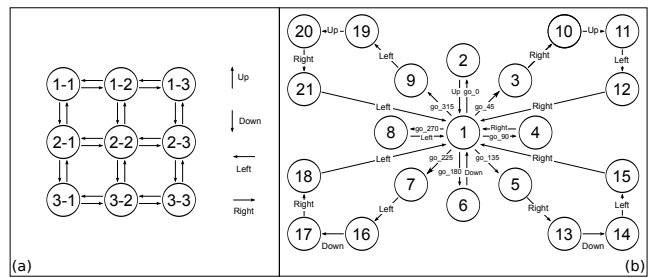 1-1 1-2 1-3
Up
Down
2-1 2-2 2-3
Left
3-1 3-2 3-3
Right
(a)
20 Up 19 10 Up 11
Right Left 2 Right Left
21 9 3 12
Left go_315 Up go_0 go_45 Right
8 go_270 Left 1 Right go_90 4
Left go_225 go_180 Down go_135 Right
18 7 6 5 15
Right Left Right Left
17 Down 16 13 Down 14
(b)